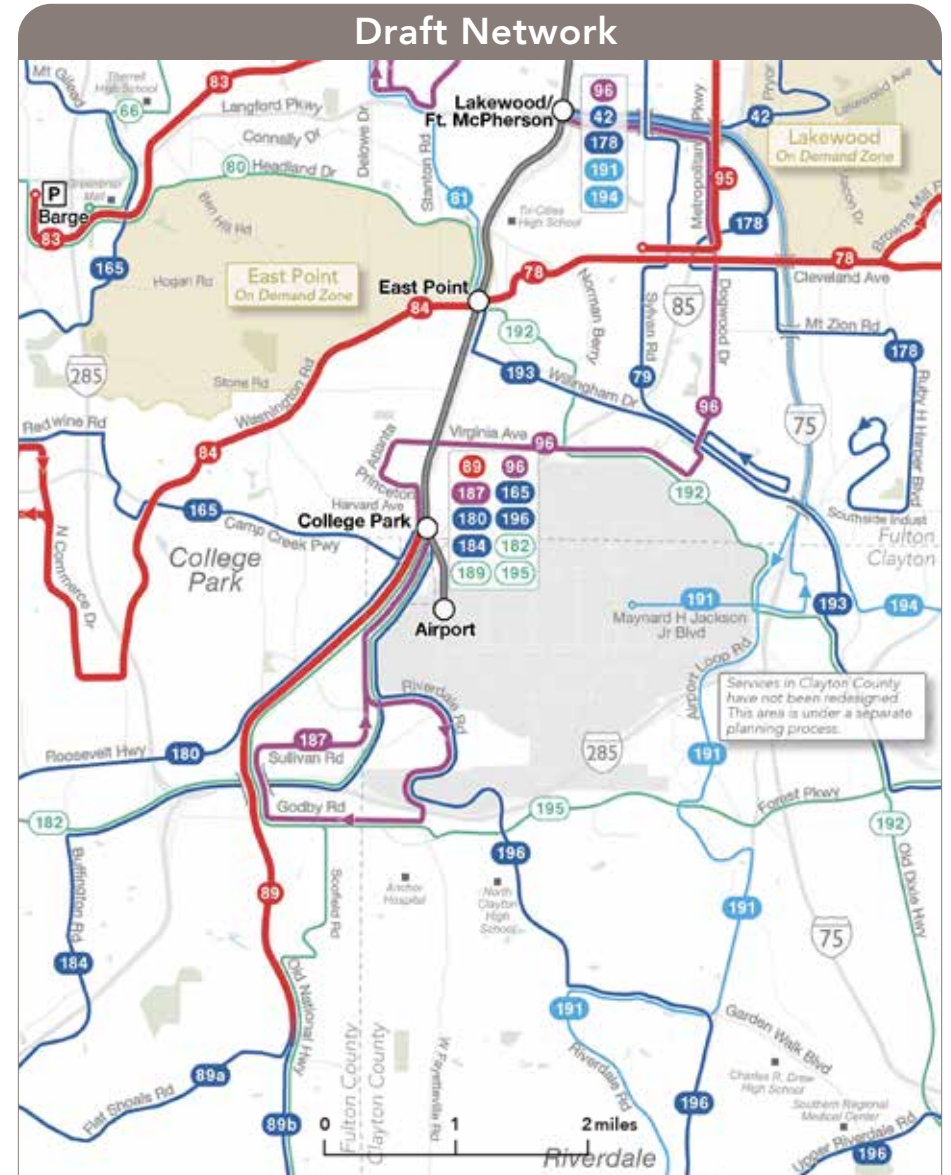 Draft Network
Mt Gilead
Therrell
High School
66
83
Langford Pkwy
Connally Dr
Delowe Dr
80
Headland Dr
Stanton Rd
81
Lakewood/
Ft. McPherson
96
42
178
191
194
Metropolitan Pkwy
95
Pryor
42
Lakewood Ave
Lakewood
On Demand Zone
Tri-Cities
High School
178
Browns Mill R
P
Barge
83
165
Ben Hill Rd
Hogan Rd
East Point
On Demand Zone
East Point
84
78
78
Cleveland Ave
Norman Berry
Sylvan Rd
85
Dogwood Dr
Mt Zion Rd
178
Ruby H Harper Blvd
192
193
Willingham Dr
79
96
75
285
Stone Rd
Washington Rd
84
Redwine Rd
Virginia Ave
96
Atlanta
Princeton
Harvard Ave
College Park
89
96
187
165
180
196
184
182
189
195
192
Southside Indust
Fulton
Clayton
165
Camp Creek Pwy
College
Park
N Commerce Dr
Airport
191
Maynard H Jackson
Jr Blvd
193
194
Airport Loop Rd
Services in Clayton County
have not been redesigned.
This area is under a separate
planning process.
Riverdale Rd
187
Sullivan Rd
Roosevelt Hwy
180
285
191
Godby Rd
195
Forest Pkwy
182
192
Buffington Rd
Scofield Rd
196
Old Dixie Hwy
89
Anchor
Hospital
North
Clayton
High
School
191
75
184
Old National Hwy
191
Garden Walk Blvd
Riverdale Rd
Charles R. Drew
High School
Southern Regional
Medical Center
89a
Flat Shoals Rd
Fulton County
Clayton County
W Fayetteville Rd
196
Upper Riverdale Rd
196
89b
0
1
2 miles
Riverdale